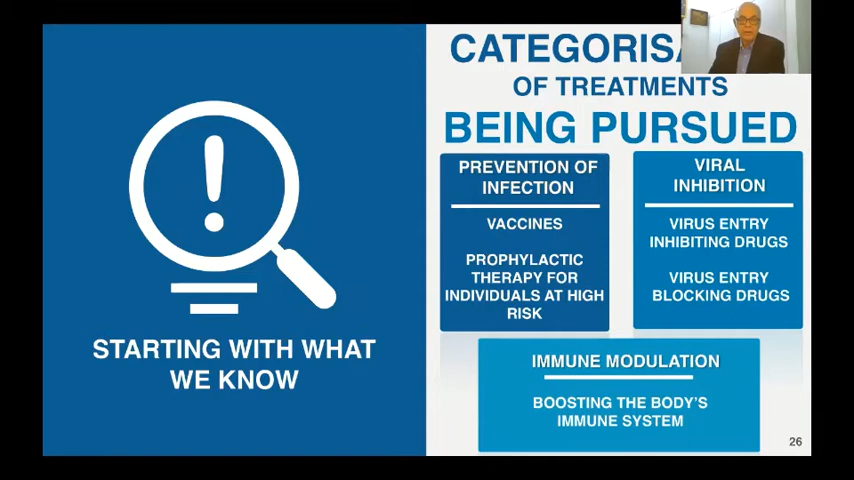 STARTING WITH WHAT
WE KNOW
OF TREATMENTS
BEING PURSUED
PREVENTION OF
INFECTION
VACCINES
PROPHYLACTIC
THERAPY FOR
INDIVIDUALS AT HIGH
RISK
VIRAL
INHIBITION
VIRUS ENTRY
INHIBITING DRUGS
VIRUS ENTRY
BLOCKING DRUGS
IMMUNE MODULATION
BOOSTING THE BODY'S
IMMUNE SYSTEM
26